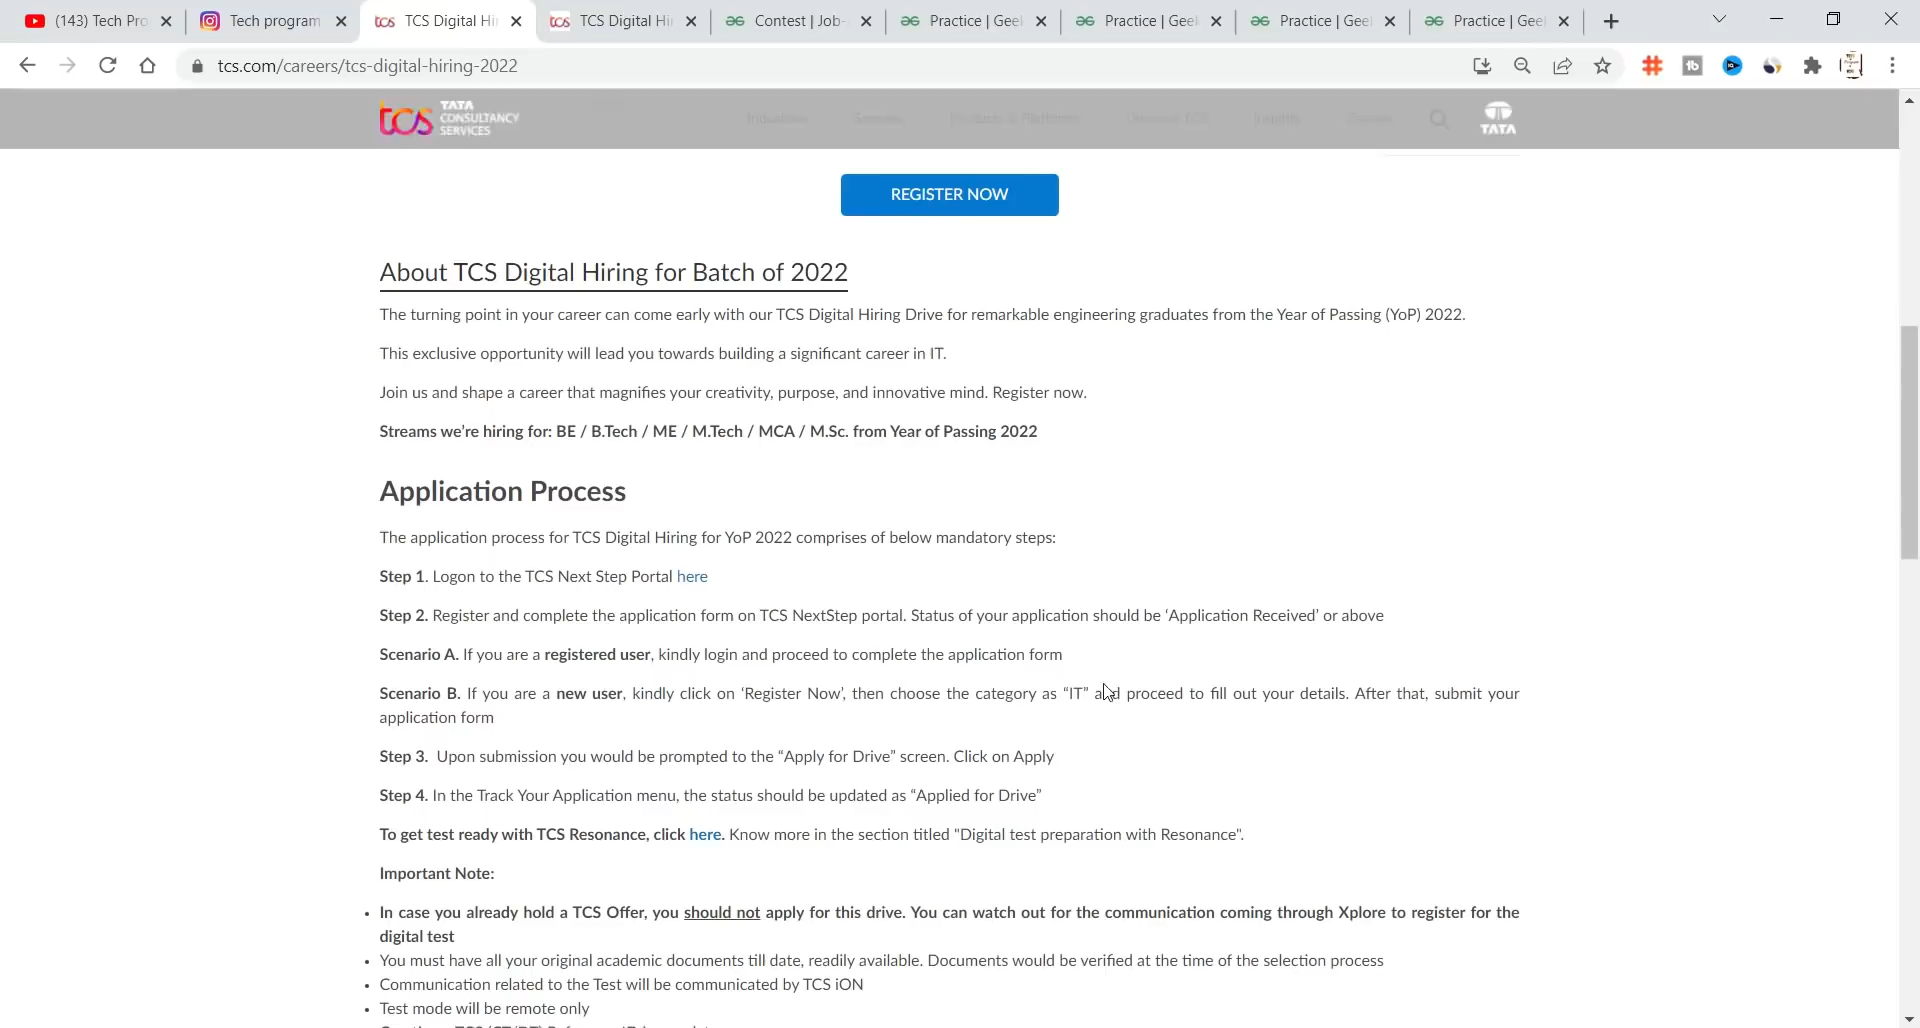 (143) Tech Pro
Tech program
TCS Digital Hi
TCS Digital Hi
Contest | Job-
Practice | Gee
Practice | Gee
Practice | Gee
Practice | Gee
tcs.com/careers/tcs-digital-hiring-2022
tcs TATA CONSULTANCY SERVICES
Industries Services Products & Platforms Discover TCS Insights Careers
TATA
REGISTER NOW
About TCS Digital Hiring for Batch of 2022
The turning point in your career can come early with our TCS Digital Hiring Drive for remarkable engineering graduates from the Year of Passing (YoP) 2022.
This exclusive opportunity will lead you towards building a significant career in IT.
Join us and shape a career that magnifies your creativity, purpose, and innovative mind. Register now.
Streams we’re hiring for: BE / B.Tech / ME / M.Tech / MCA / M.Sc. from Year of Passing 2022
Application Process
The application process for TCS Digital Hiring for YoP 2022 comprises of below mandatory steps:
Step 1. Logon to the TCS Next Step Portal here
Step 2. Register and complete the application form on TCS NextStep portal. Status of your application should be ‘Application Received’ or above
Scenario A. If you are a registered user, kindly login and proceed to complete the application form
Scenario B. If you are a new user, kindly click on ‘Register Now’, then choose the category as “IT” and proceed to fill out your details. After that, submit your
application form
Step 3. Upon submission you would be prompted to the “Apply for Drive” screen. Click on Apply
Step 4. In the Track Your Application menu, the status should be updated as “Applied for Drive”
To get test ready with TCS Resonance, click here. Know more in the section titled "Digital test preparation with Resonance".
Important Note:
• In case you already hold a TCS Offer, you should not apply for this drive. You can watch out for the communication coming through Xplore to register for the
digital test
• You must have all your original academic documents till date, readily available. Documents would be verified at the time of the selection process
• Communication related to the Test will be communicated by TCS iON
• Test mode will be remote only